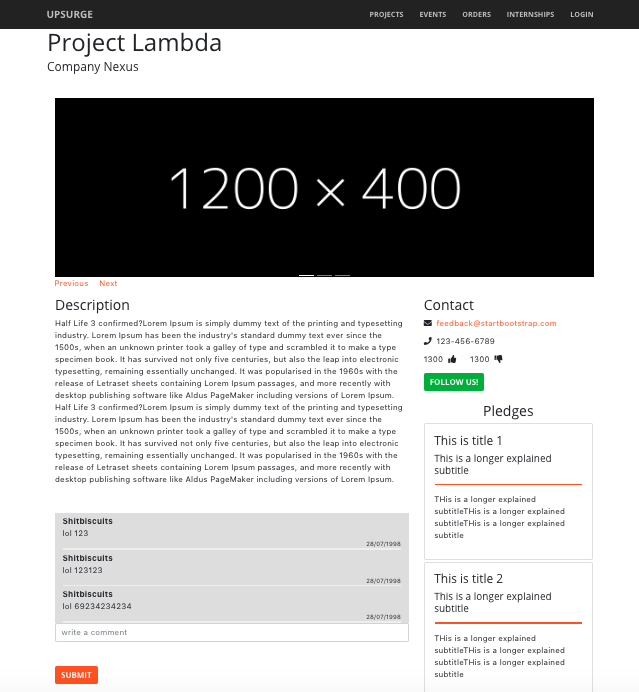 UPSURGE
PROJECTS EVENTS ORDERS INTERNSHIPS LOGIN
Project Lambda
Company Nexus
1200 × 400
Previous Next
Description
Half Life 3 confirmed?Lorem Ipsum is simply dummy text of the printing and typesetting
industry. Lorem Ipsum has been the industry's standard dummy text ever since the
1500s, when an unknown printer took a galley of type and scrambled it to make a type
specimen book. It has survived not only five centuries, but also the leap into electronic
typesetting, remaining essentially unchanged. It was popularised in the 1960s with the
release of Letraset sheets containing Lorem Ipsum passages, and more recently with
desktop publishing software like Aldus PageMaker including versions of Lorem Ipsum.
Half Life 3 confirmed?Lorem Ipsum is simply dummy text of the printing and typesetting
industry. Lorem Ipsum has been the industry's standard dummy text ever since the
1500s, when an unknown printer took a galley of type and scrambled it to make a type
specimen book. It has survived not only five centuries, but also the leap into electronic
typesetting, remaining essentially unchanged. It was popularised in the 1960s with the
release of Letraset sheets containing Lorem Ipsum passages, and more recently with
desktop publishing software like Aldus PageMaker including versions of Lorem Ipsum.
Shitbiscuits
lol 123
28/07/1998
Shitbiscuits
lol 123123
28/07/1998
Shitbiscuits
lol 69234234234
28/07/1998
write a comment
SUBMIT
Contact
feedback@startbootstrap.com
123-456-6789
1300 1300
FOLLOW US!
Pledges
This is title 1
This is a longer explained
subtitle
THis is a longer explained
subtitleTHis is a longer explained
subtitleTHis is a longer explained
subtitle
This is title 2
This is a longer explained
subtitle
THis is a longer explained
subtitleTHis is a longer explained
subtitleTHis is a longer explained
subtitle